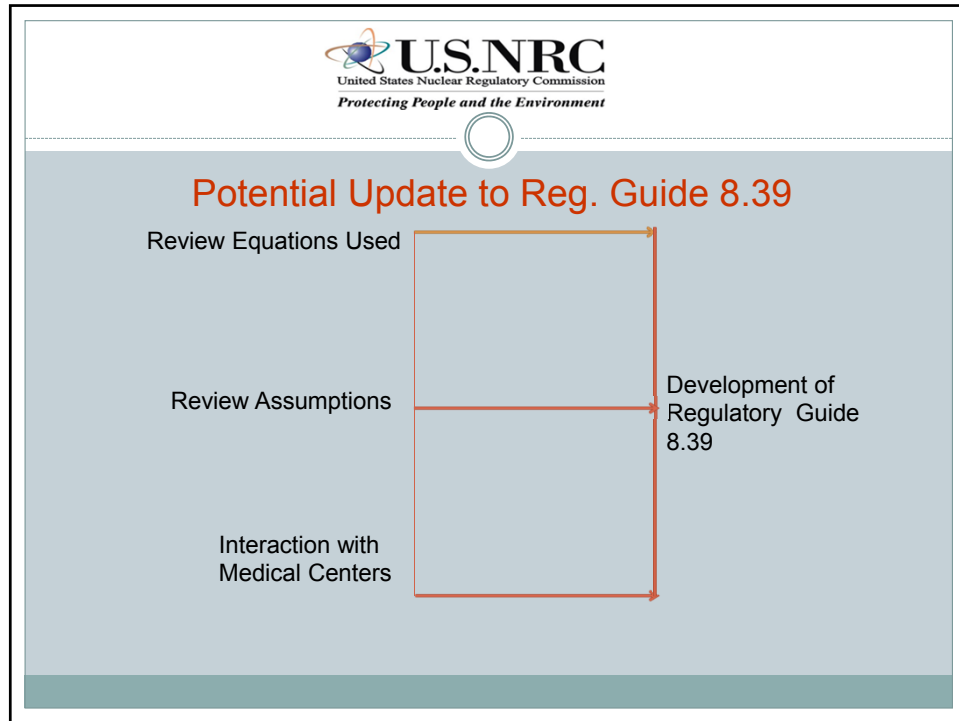 U.S.NRC
United States Nuclear Regulatory Commission
Protecting People and the Environment
Potential Update to Reg. Guide 8.39
Review Equations Used
Review Assumptions
Development of
Regulatory Guide
8.39
Interaction with
Medical Centers